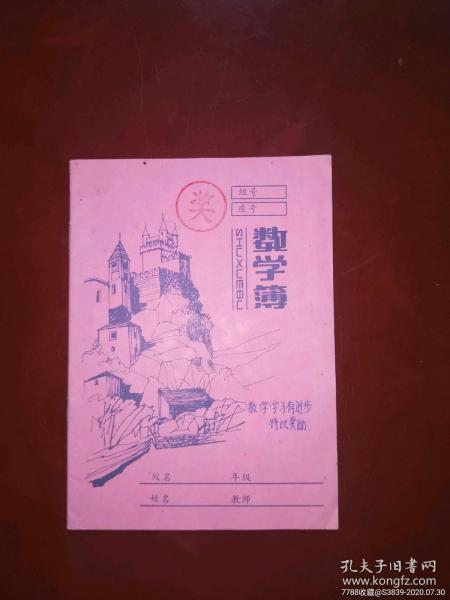 奖
组号
座号
数学簿
SHUXUEBU
数学学习有进步
特此奖励
校名 年级
姓名 教师
孔夫子旧书网
www.kongfz.com
7788收藏@S3839-2020.07.30